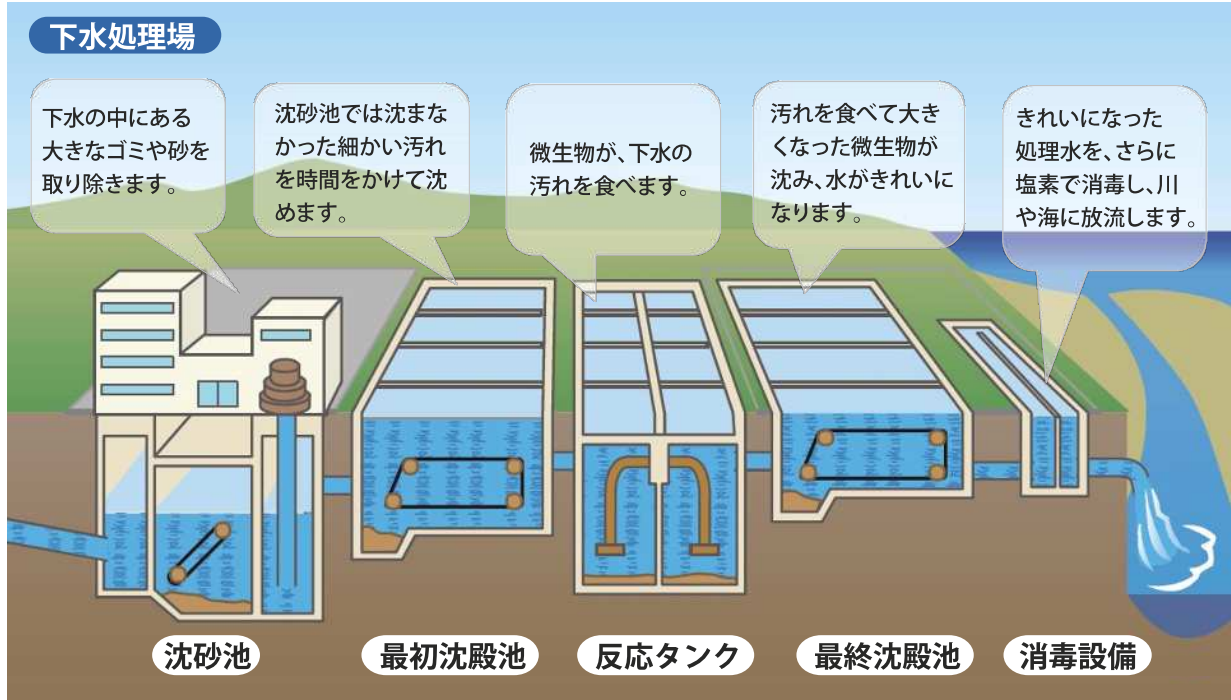 下水処理場
下水の中にある
大きなゴミや砂を
取り除きます。
沈砂池では沈まな
かった細かい汚れ
を時間をかけて沈
めます。
微生物が、下水の
汚れを食べます。
汚れを食べて大き
くなった微生物が
沈み、水がきれいに
なります。
きれいになった
処理水を、さらに
塩素で消毒し、川
や海に放流します。
沈砂池
最初沈殿池
反応タンク
最終沈殿池
消毒設備